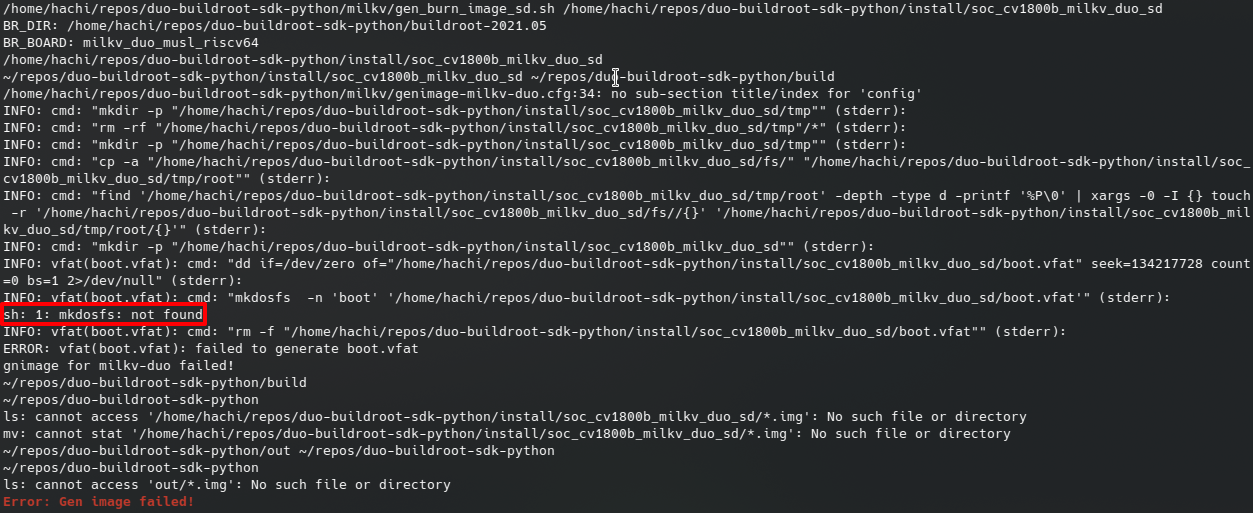 /home/hachi/repos/duo-buildroot-sdk-python/milkv/gen_burn_image_sd.sh /home/hachi/repos/duo-buildroot-sdk-python/install/soc_cv1800b_milkv_duo_sd
BR_DIR: /home/hachi/repos/duo-buildroot-sdk-python/buildroot-2021.05
BR_BOARD: milkv_duo_musl_riscv64
/home/hachi/repos/duo-buildroot-sdk-python/install/soc_cv1800b_milkv_duo_sd
~/repos/duo-buildroot-sdk-python/install/soc_cv1800b_milkv_duo_sd ~/repos/duo-buildroot-sdk-python/build
/home/hachi/repos/duo-buildroot-sdk-python/milkv/genimage-milkv-duo.cfg:34: no sub-section title/index for 'config'
INFO: cmd: "mkdir -p "/home/hachi/repos/duo-buildroot-sdk-python/install/soc_cv1800b_milkv_duo_sd/tmp"" (stderr):
INFO: cmd: "rm -rf "/home/hachi/repos/duo-buildroot-sdk-python/install/soc_cv1800b_milkv_duo_sd/tmp"/*" (stderr):
INFO: cmd: "mkdir -p "/home/hachi/repos/duo-buildroot-sdk-python/install/soc_cv1800b_milkv_duo_sd/tmp"" (stderr):
INFO: cmd: "cp -a "/home/hachi/repos/duo-buildroot-sdk-python/install/soc_cv1800b_milkv_duo_sd/fs/" "/home/hachi/repos/duo-buildroot-sdk-python/install/soc_
cv1800b_milkv_duo_sd/tmp/root"" (stderr):
INFO: cmd: "find '/home/hachi/repos/duo-buildroot-sdk-python/install/soc_cv1800b_milkv_duo_sd/tmp/root' -depth -type d -printf '%P\0' | xargs -0 -I {} touch
 -r '/home/hachi/repos/duo-buildroot-sdk-python/install/soc_cv1800b_milkv_duo_sd/fs//{}' '/home/hachi/repos/duo-buildroot-sdk-python/install/soc_cv1800b_mil
kv_duo_sd/tmp/root/{}'" (stderr):
INFO: cmd: "mkdir -p "/home/hachi/repos/duo-buildroot-sdk-python/install/soc_cv1800b_milkv_duo_sd"" (stderr):
INFO: vfat(boot.vfat): cmd: "dd if=/dev/zero of="/home/hachi/repos/duo-buildroot-sdk-python/install/soc_cv1800b_milkv_duo_sd/boot.vfat" seek=134217728 count
=0 bs=1 2>/dev/null" (stderr):
INFO: vfat(boot.vfat): cmd: "mkdosfs  -n 'boot' '/home/hachi/repos/duo-buildroot-sdk-python/install/soc_cv1800b_milkv_duo_sd/boot.vfat'" (stderr):
sh: 1: mkdosfs: not found
INFO: vfat(boot.vfat): cmd: "rm -f "/home/hachi/repos/duo-buildroot-sdk-python/install/soc_cv1800b_milkv_duo_sd/boot.vfat"" (stderr):
ERROR: vfat(boot.vfat): failed to generate boot.vfat
gnimage for milkv-duo failed!
~/repos/duo-buildroot-sdk-python/build
~/repos/duo-buildroot-sdk-python
ls: cannot access '/home/hachi/repos/duo-buildroot-sdk-python/install/soc_cv1800b_milkv_duo_sd/*.img': No such file or directory
mv: cannot stat '/home/hachi/repos/duo-buildroot-sdk-python/install/soc_cv1800b_milkv_duo_sd/*.img': No such file or directory
~/repos/duo-buildroot-sdk-python/out ~/repos/duo-buildroot-sdk-python
~/repos/duo-buildroot-sdk-python
ls: cannot access 'out/*.img': No such file or directory
Error: Gen image failed!